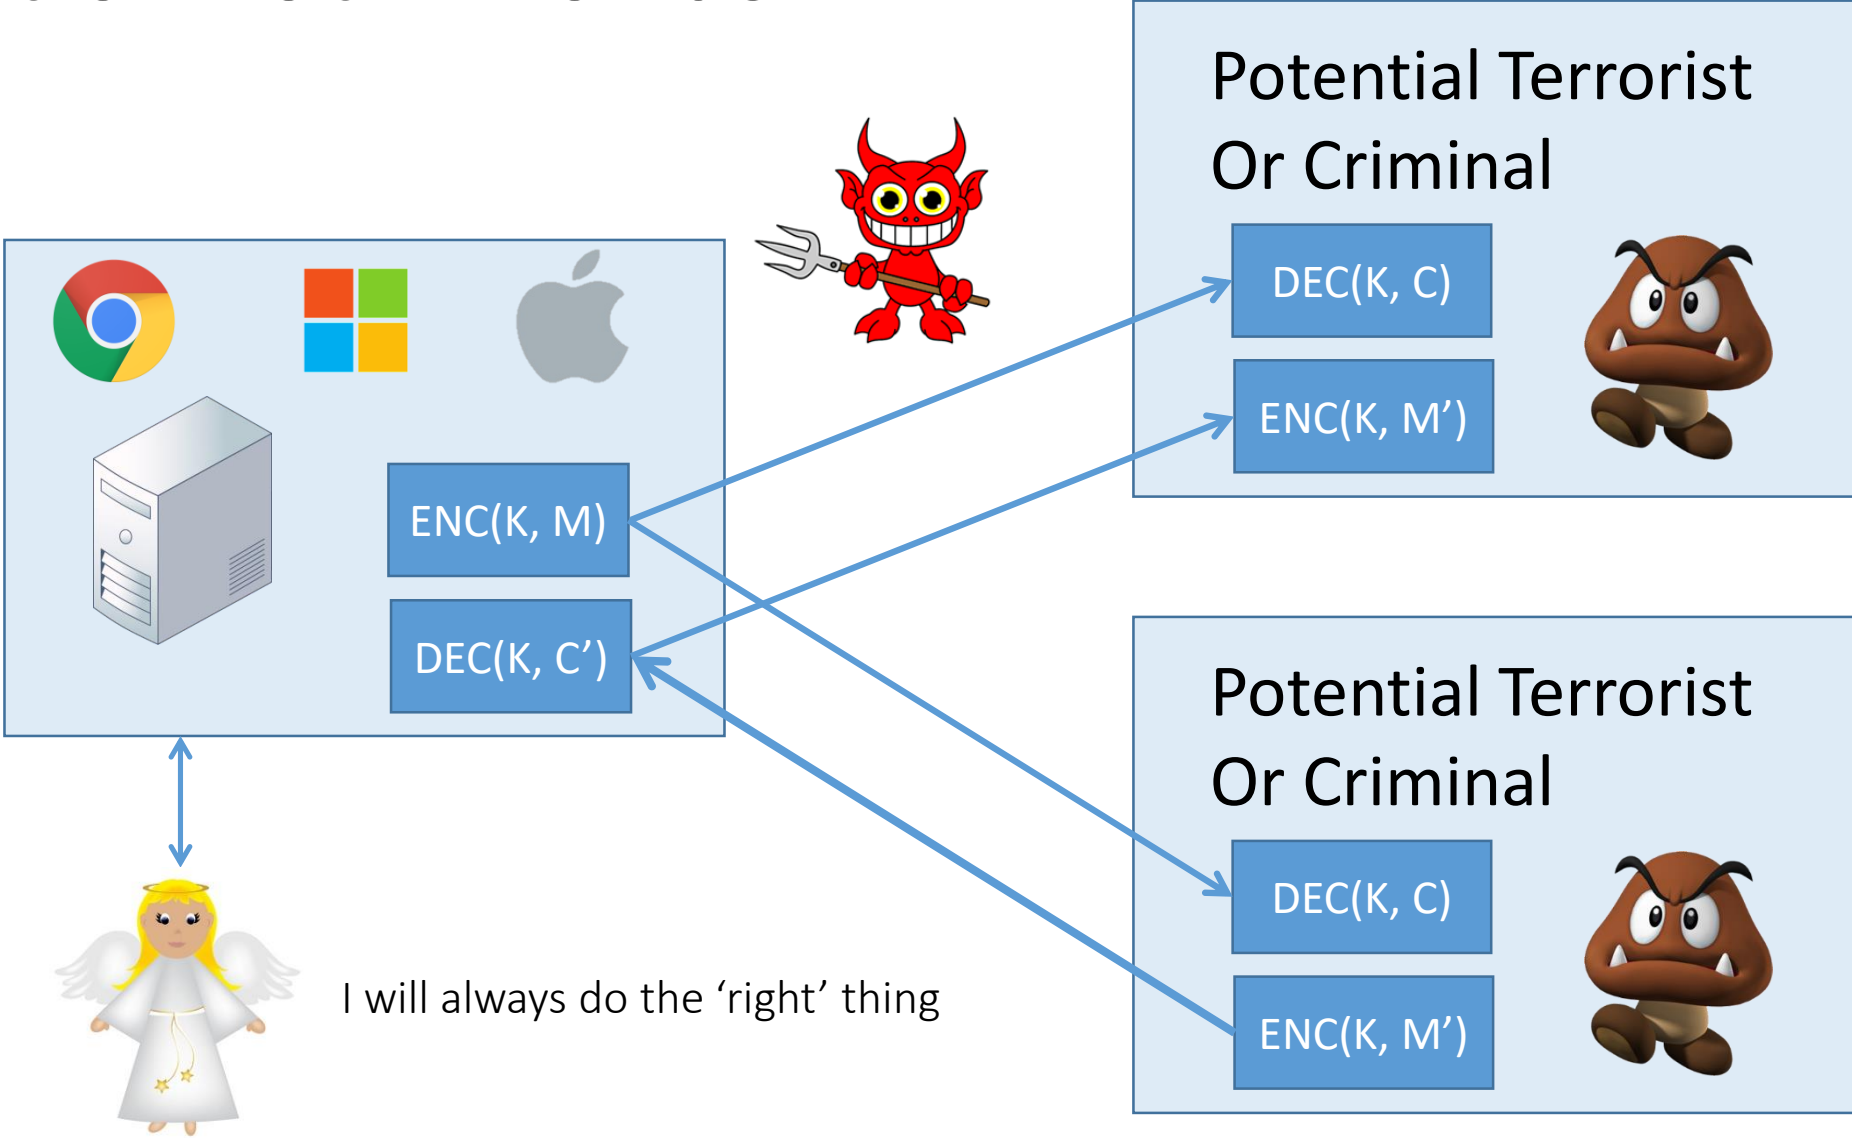 Potential Terrorist
Or Criminal
DEC(K, C)
ENC(K, M’)
ENC(K, M)
DEC(K, C’)
Potential Terrorist
Or Criminal
DEC(K, C)
ENC(K, M’)
I will always do the ‘right’ thing